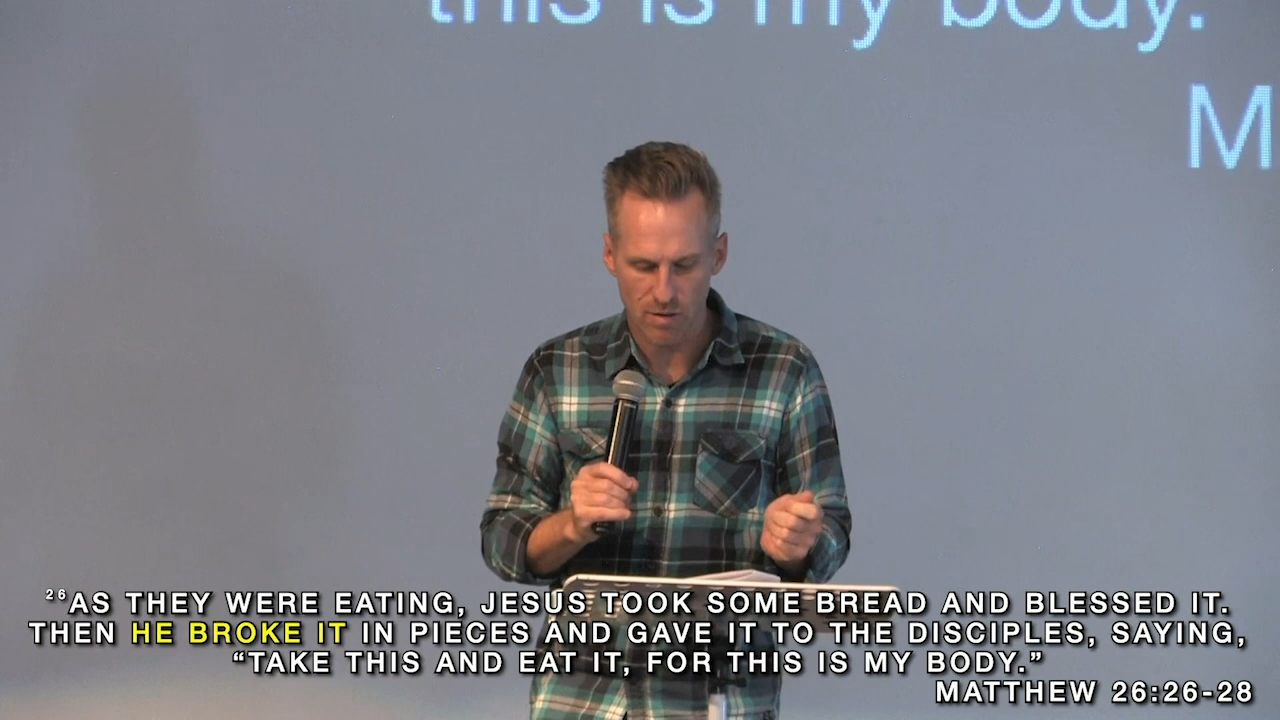 this is my body.
M
²⁶AS THEY WERE EATING, JESUS TOOK SOME BREAD AND BLESSED IT.
THEN HE BROKE IT IN PIECES AND GAVE IT TO THE DISCIPLES, SAYING,
“TAKE THIS AND EAT IT, FOR THIS IS MY BODY.”
MATTHEW 26:26-28